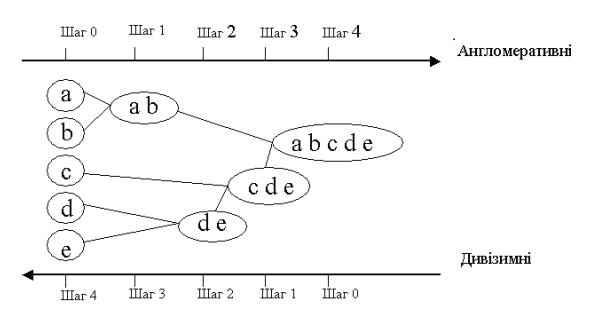 Шаг 0 Шаг 1 Шаг 2 Шаг 3 Шаг 4
Англомеративні
a
a b
b
a b c d e
c
c d e
d
d e
e
Дивізимні
Шаг 4 Шаг 3 Шаг 2 Шаг 1 Шаг 0